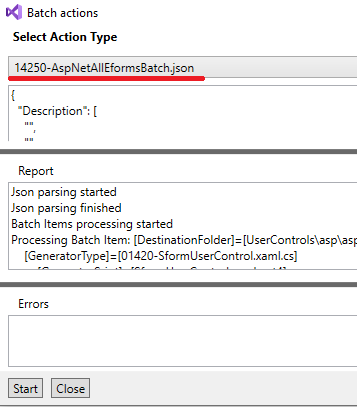 Batch actions
Select Action Type
14250-AspNetAllEformsBatch.json
{
"Description": [
"",
""
Report
Json parsing started
Json parsing finished
Batch Items processing started
Processing Batch Item: [DestinationFolder]=[UserControls\asp\asp
[GeneratorType]=[01420-SformUserControl.xaml.cs]
Errors
Start Close